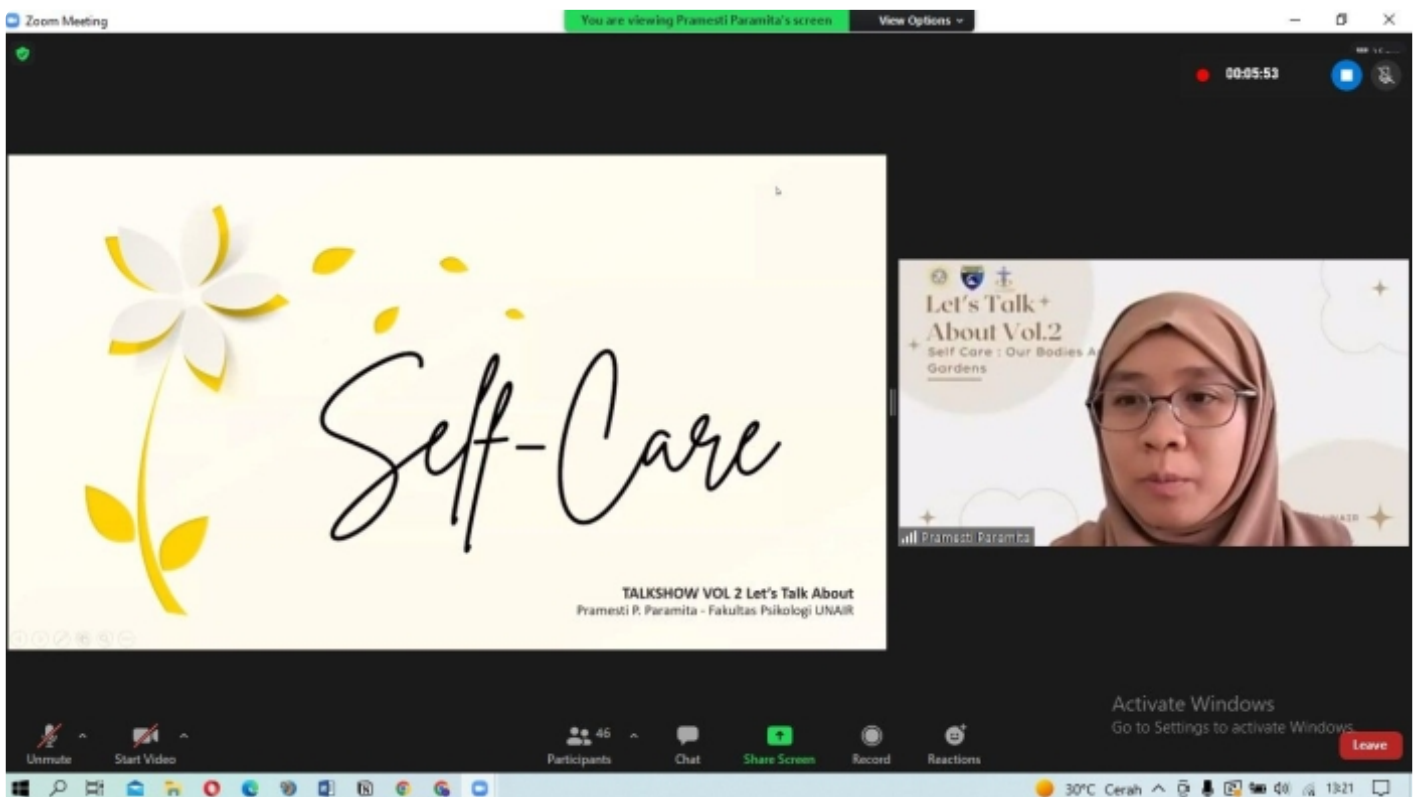 Zoom Meeting
You are viewing Pramesti Paramita's screen
View Options
00:05:53
Self-Care
TALKSHOW VOL 2 Let's Talk About
Pramesti P. Paramita - Fakultas Psikologi UNAIR
Let's Talk
About Vol.2
Self Care : Our Bodies A
Gardens
UNAIR
Pramesti Paramita
Activate Windows
Go to Settings to activate Windows.
Unmute
Start Video
46
Participants
Chat
Share Screen
Record
Reactions
Leave
30°C Cerah
13:21